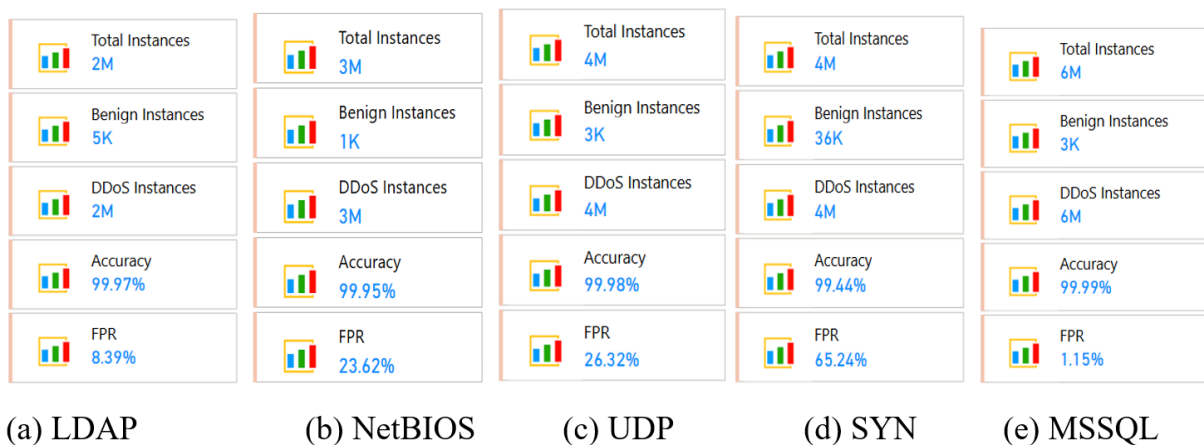 Total Instances
2M
Benign Instances
5K
DDoS Instances
2M
Accuracy
99.97%
FPR
8.39%
(a) LDAP
Total Instances
3M
Benign Instances
1K
DDoS Instances
3M
Accuracy
99.95%
FPR
23.62%
(b) NetBIOS
Total Instances
4M
Benign Instances
3K
DDoS Instances
4M
Accuracy
99.98%
FPR
26.32%
(c) UDP
Total Instances
4M
Benign Instances
36K
DDoS Instances
4M
Accuracy
99.44%
FPR
65.24%
(d) SYN
Total Instances
6M
Benign Instances
3K
DDoS Instances
6M
Accuracy
99.99%
FPR
1.15%
(e) MSSQL